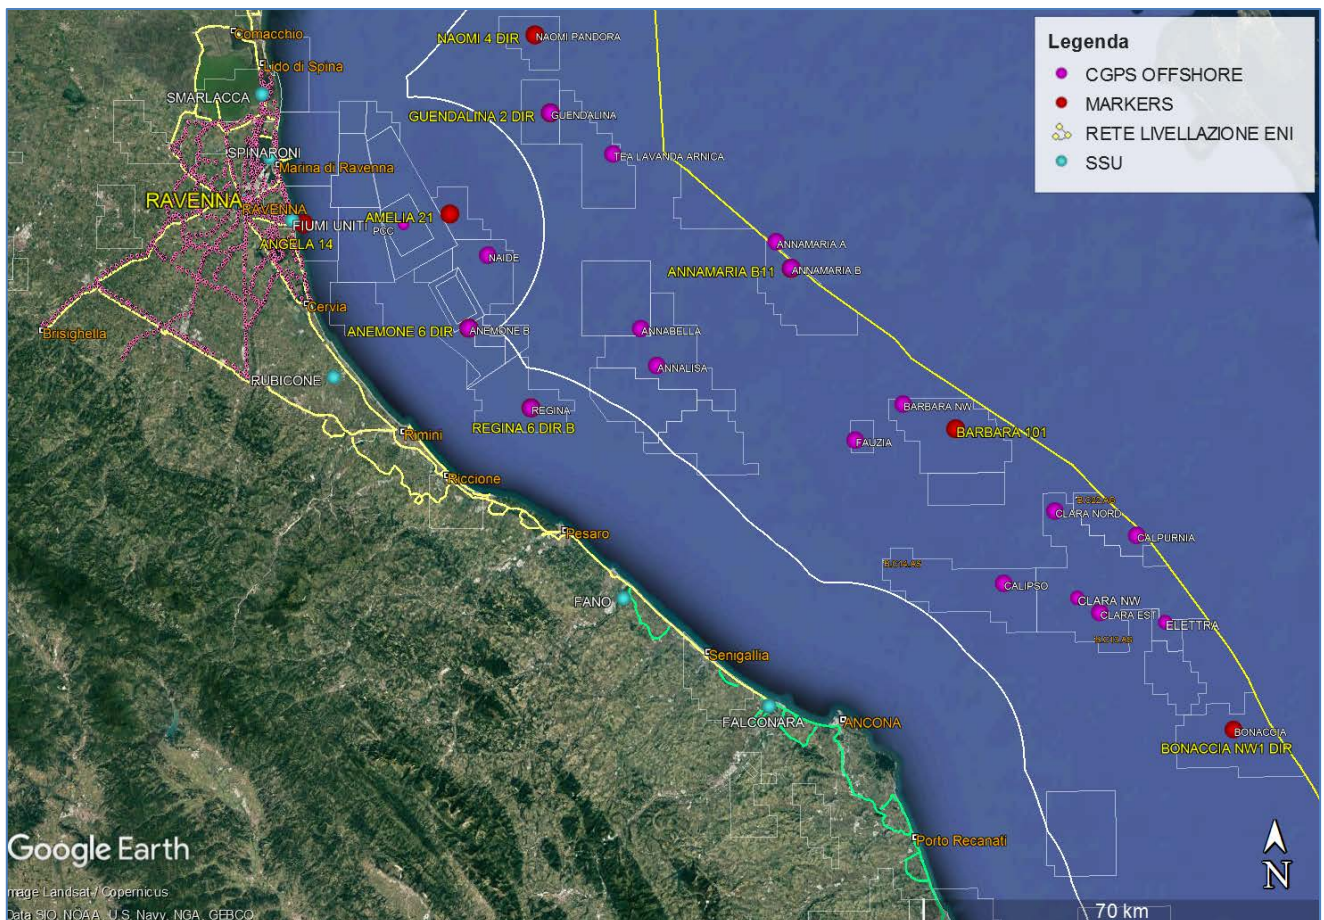 Legenda
CGPS OFFSHORE
MARKERS
RETE LIVELLAZIONE ENI
SSU
Comacchio
Lido di Spina
SMARLACCA
SPINARONI
Marina di Ravenna
RAVENNA
RAVENNA
FIUMI UNITI
ANGELA 14
PCC
AMELIA 21
NAOMI 4 DIR
NAOMI PANDORA
GUENDALINA 2 DIR
GUENDALINA
TEA LAVANDA ARNICA
NAIDE
ANNAMARIA A
ANNAMARIA B11
ANNAMARIA B
Cervia
Brisighella
ANEMONE 6 DIR
ANEMONE B
ANNABELLA
ANNALISA
RUBICONE
REGINA
REGINA 6 DIR B
BARBARA NW
BARBARA 101
FAUZIA
Rimini
Riccione
Pesaro
CLARA NORD
CALPURNIA
CALIPSO
CLARA NW
CLARA EST
ELETTRA
FANO
Senigallia
FALCONARA
ANCONA
BONACCIA
BONACCIA NW1 DIR
Porto Recanati
Google Earth
N
mage Landsat / Copernicus
Data SIO, NOAA, U.S. Navy, NGA, GEBCO
70 km